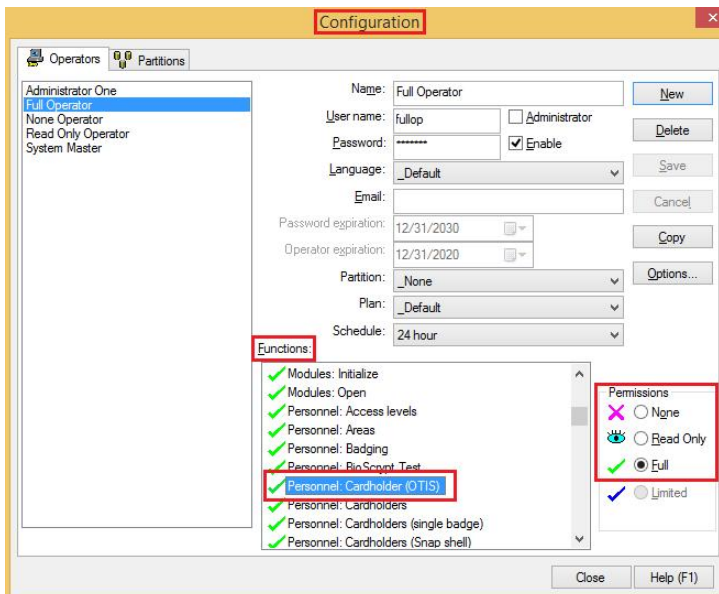 Configuration
Operators
Partitions
Administrator One
Full Operator
None Operator
Read Only Operator
System Master
Name: Full Operator
User name: fullop
Administrator
Password: *******
Enable
Language: _Default
Email:
Password expiration: 12/31/2030
Operator expiration: 12/31/2020
Partition: _None
Plan: _Default
Schedule: 24 hour
Functions:
Modules: Initialize
Modules: Open
Personnel: Access levels
Personnel: Areas
Personnel: Badging
Personnel: BioScrypt Test
Personnel: Cardholder (OTIS)
Personnel: Cardholders
Personnel: Cardholders (single badge)
Personnel: Cardholders (Snap shell)
Permissions
None
Read Only
Full
Limited
New
Delete
Save
Cancel
Copy
Options...
Close
Help (F1)